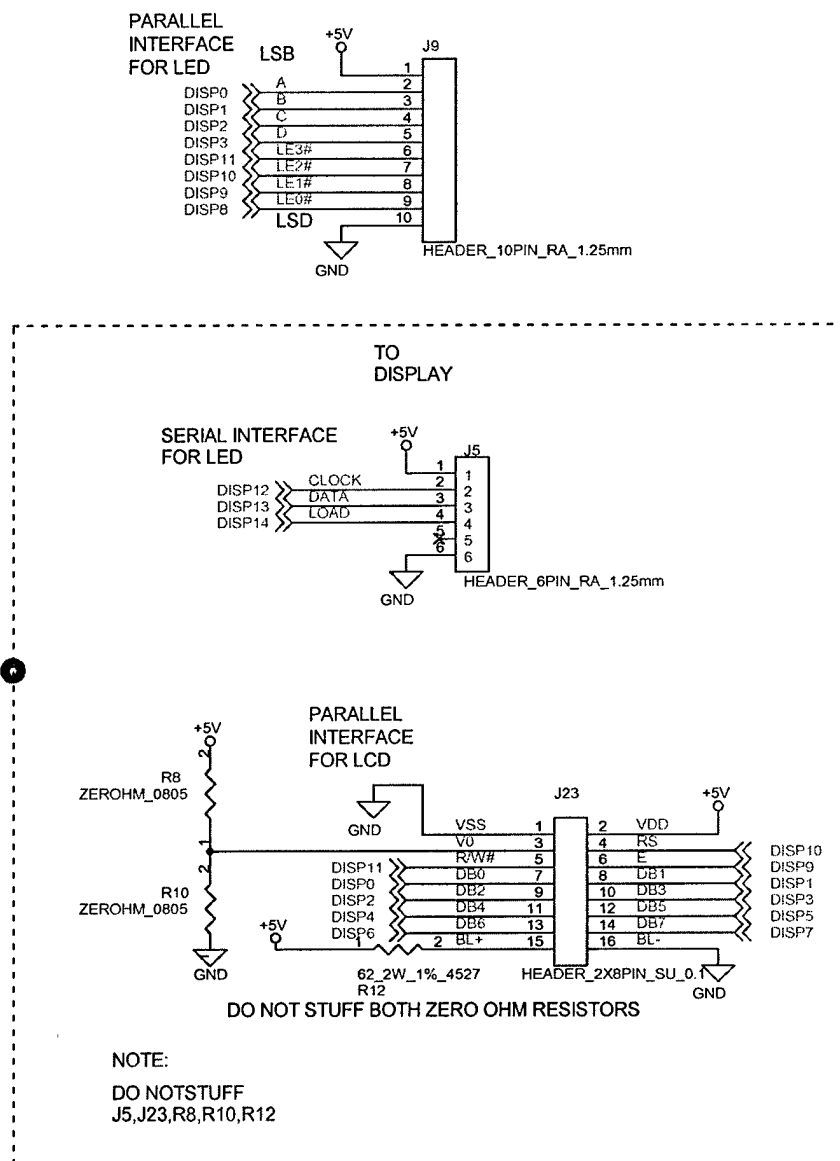 PARALLEL
INTERFACE
FOR LED
LSB
+5V
J9
1
DISP0 A 2
DISP1 B 3
DISP2 C 4
DISP3 D 5
DISP11 LE3# 6
DISP10 LE2# 7
DISP9 LE1# 8
DISP8 LE0# 9
LSD 10
GND
HEADER_10PIN_RA_1.25mm
TO
DISPLAY
SERIAL INTERFACE
FOR LED
+5V
J5
1 1
DISP12 CLOCK 2 2
DISP13 DATA 3 3
DISP14 LOAD 4 4
5 5
6 6
GND
HEADER_6PIN_RA_1.25mm
PARALLEL
INTERFACE
FOR LCD
+5V
2
R8
ZEROHM_0805
1
2
R10
ZEROHM_0805
1
GND
J23
+5V
GND
VSS 1 2 VDD
V0 3 4 RS DISP10
DISP11 R/W# 5 6 E DISP9
DISP0 DB0 7 8 DB1 DISP1
DISP2 DB2 9 10 DB3 DISP3
DISP4 DB4 11 12 DB5 DISP5
DISP6 DB6 13 14 DB7 DISP7
+5V 1 2 BL+ 15 16 BL-
62_2W_1%_4527
R12
HEADER_2X8PIN_SU_0.1
GND
DO NOT STUFF BOTH ZERO OHM RESISTORS
NOTE:
DO NOTSTUFF
J5,J23,R8,R10,R12